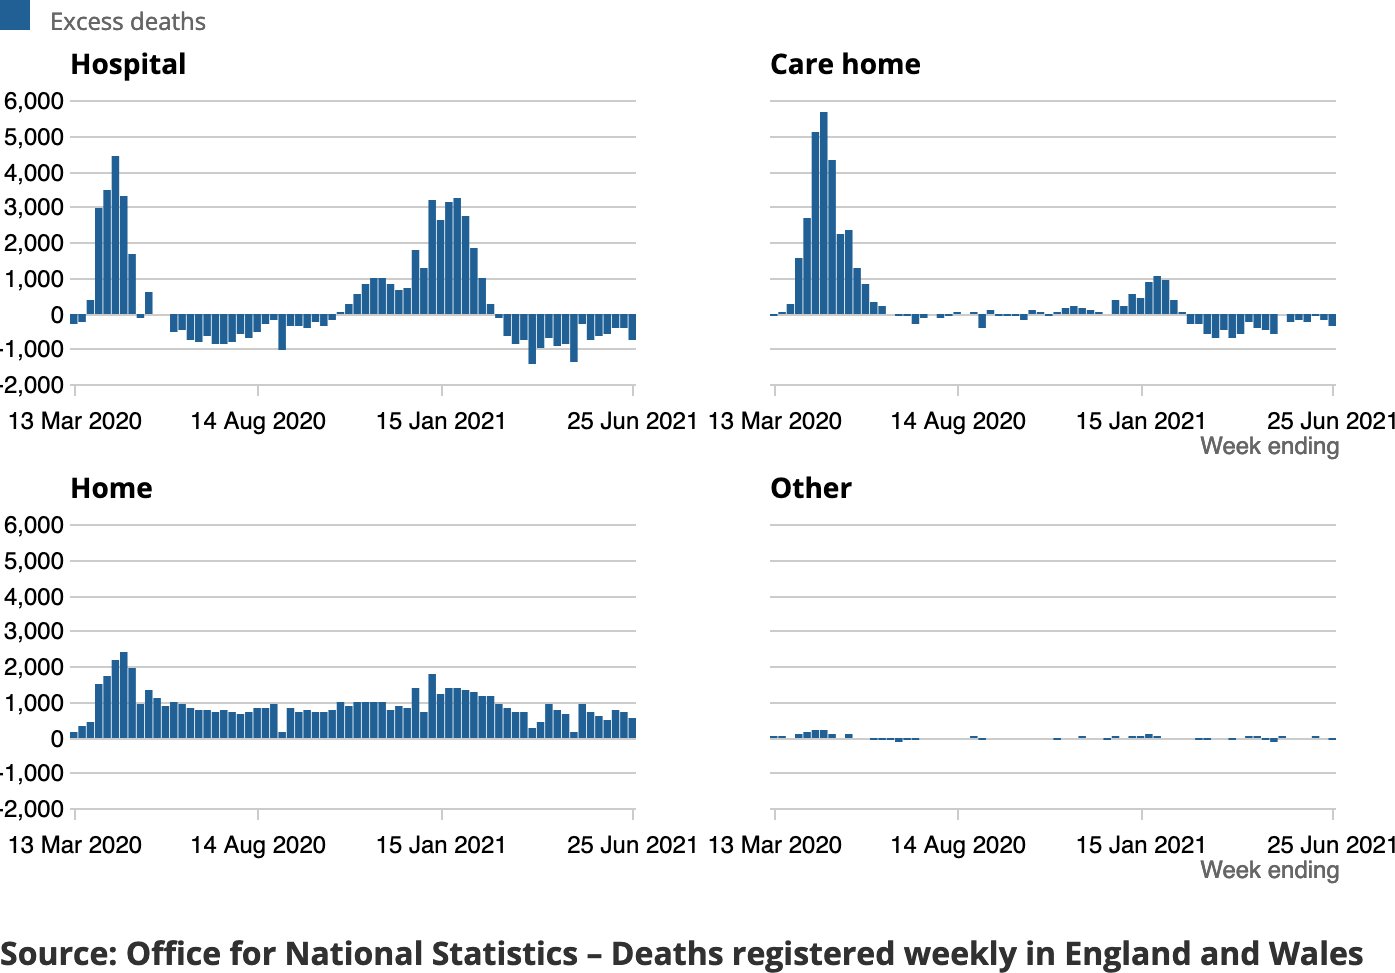 Excess deaths
Hospital
6,000
5,000
4,000
3,000
2,000
1,000
0
-1,000
-2,000
13 Mar 2020 14 Aug 2020 15 Jan 2021 25 Jun 2021
Care home
13 Mar 2020 14 Aug 2020 15 Jan 2021 25 Jun 2021
Week ending
Home
6,000
5,000
4,000
3,000
2,000
1,000
0
-1,000
-2,000
13 Mar 2020 14 Aug 2020 15 Jan 2021 25 Jun 2021
Other
13 Mar 2020 14 Aug 2020 15 Jan 2021 25 Jun 2021
Week ending
Source: Office for National Statistics – Deaths registered weekly in England and Wales